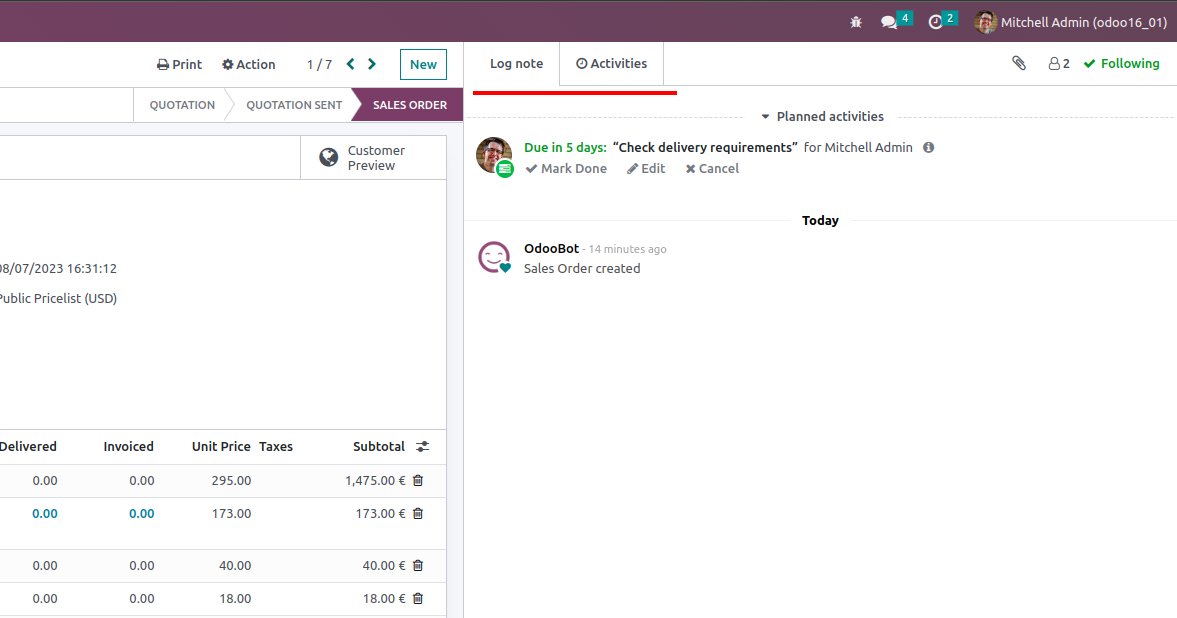 4 2 Mitchell Admin (odoo16_01)
Print Action 1 / 7 New
Log note Activities 2 Following
QUOTATION QUOTATION SENT SALES ORDER
Planned activities
Customer
Preview
Due in 5 days: “Check delivery requirements” for Mitchell Admin
Mark Done Edit Cancel
Today
OdooBot - 14 minutes ago
Sales Order created
08/07/2023 16:31:12
Public Pricelist (USD)
Delivered Invoiced Unit Price Taxes Subtotal
0.00 0.00 295.00 1,475.00 €
0.00 0.00 173.00 173.00 €
0.00 0.00 40.00 40.00 €
0.00 0.00 18.00 18.00 €